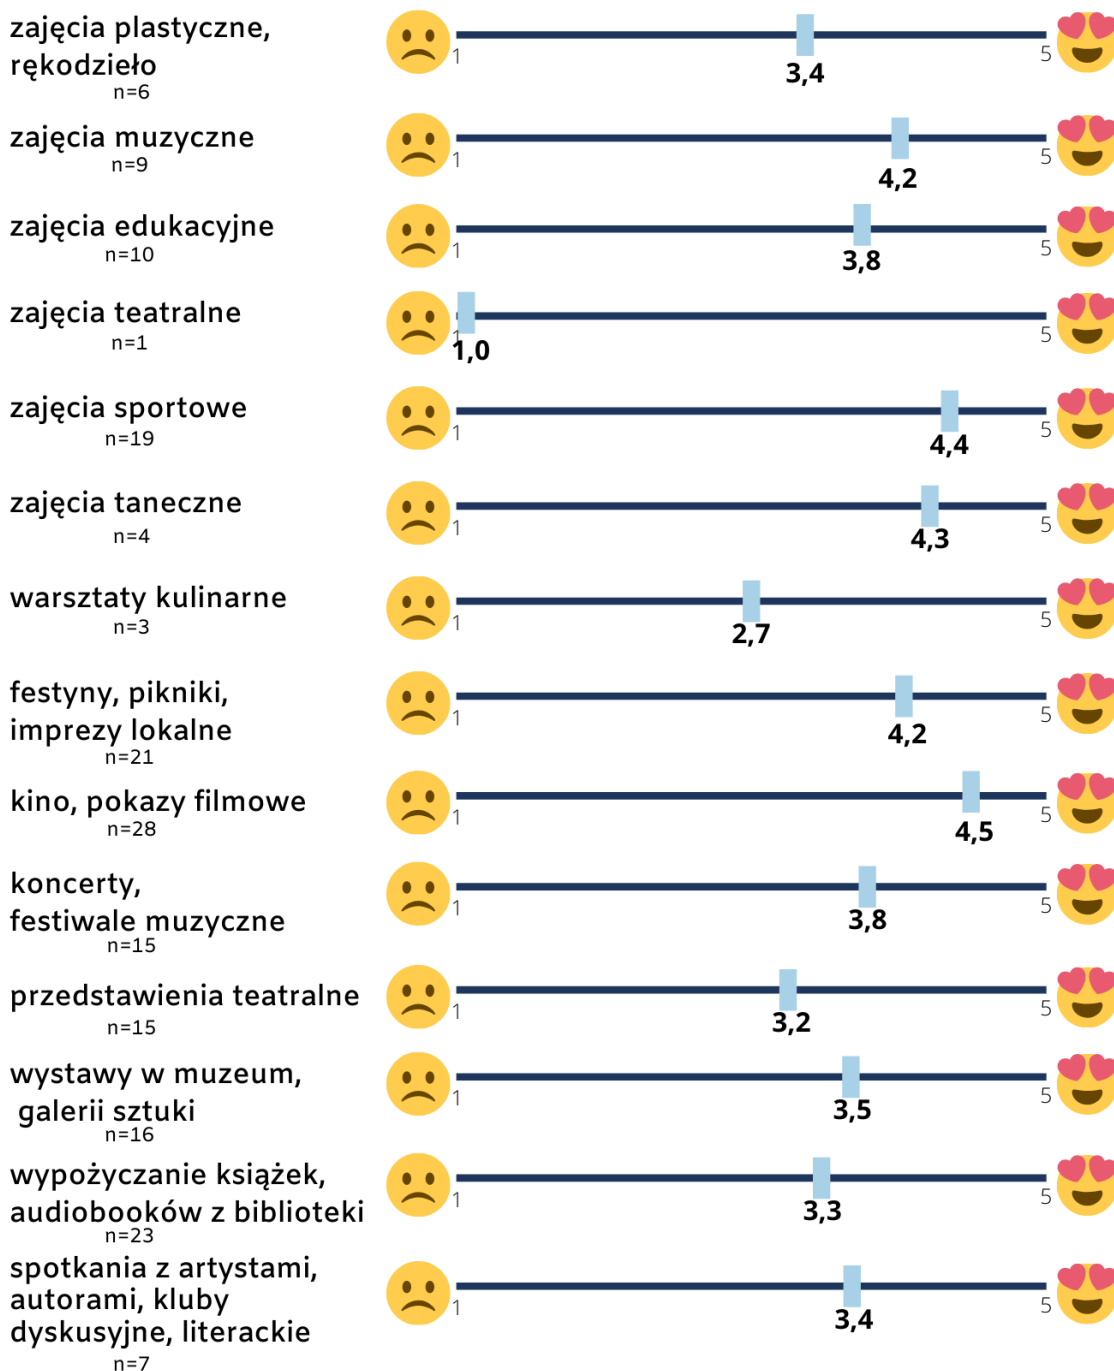 zajęcia plastyczne,
rękodzieło
n=6
1
3,4
5
zajęcia muzyczne
n=9
1
4,2
5
zajęcia edukacyjne
n=10
1
3,8
5
zajęcia teatralne
n=1
1
1,0
5
zajęcia sportowe
n=19
1
4,4
5
zajęcia taneczne
n=4
1
4,3
5
warsztaty kulinarne
n=3
1
2,7
5
festyny, pikniki,
imprezy lokalne
n=21
1
4,2
5
kino, pokazy filmowe
n=28
1
4,5
5
koncerty,
festiwale muzyczne
n=15
1
3,8
5
przedstawienia teatralne
n=15
1
3,2
5
wystawy w muzeum,
galerii sztuki
n=16
1
3,5
5
wypożyczanie książek,
audiobooków z biblioteki
n=23
1
3,3
5
spotkania z artystami,
autorami, kluby
dyskusyjne, literackie
n=7
1
3,4
5